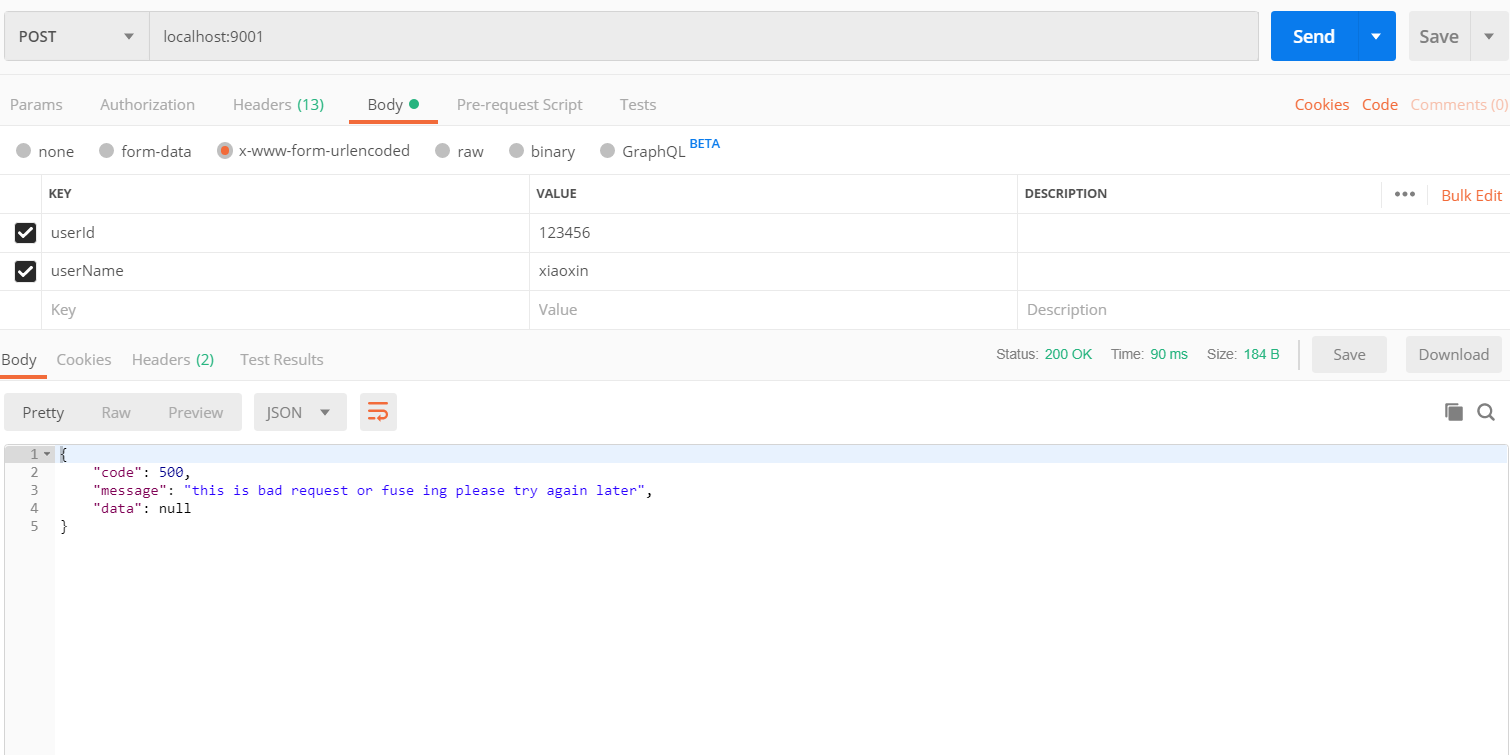 POST localhost:9001 Send Save
Params Authorization Headers (13) Body Pre-request Script Tests Cookies Code Comments (0)
none form-data x-www-form-urlencoded raw binary GraphQL BETA
KEY VALUE DESCRIPTION ••• Bulk Edit
userId 123456
userName xiaoxin
Key Value Description
Body Cookies Headers (2) Test Results Status: 200 OK Time: 90 ms Size: 184 B Save Download
Pretty Raw Preview JSON
1 {
2 "code": 500,
3 "message": "this is bad request or fuse ing please try again later",
4 "data": null
5 }